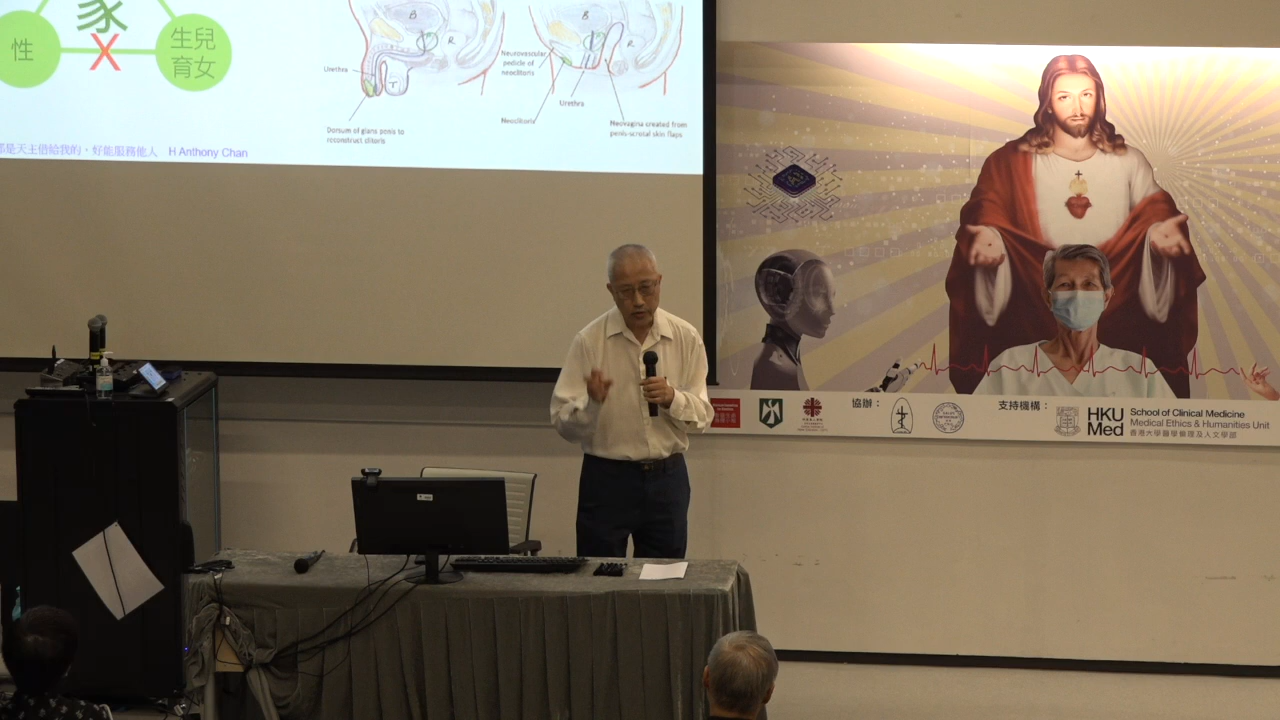 家
性
X
生兒
育女
B
R
Urethra
T
Dorsum of glans penis to
reconstruct clitoris
B
R
Neurovascular
pedicle of
neoclitoris
Urethra
Neoclitoris
Neovagina created from
penis-scrotal skin flaps
都是天主借給我的，好能服務他人 H Anthony Chan
協辦：
支持機構：
HKU
Med
School of Clinical Medicine
Medical Ethics & Humanities Unit
香港大學醫學倫理及人文學部